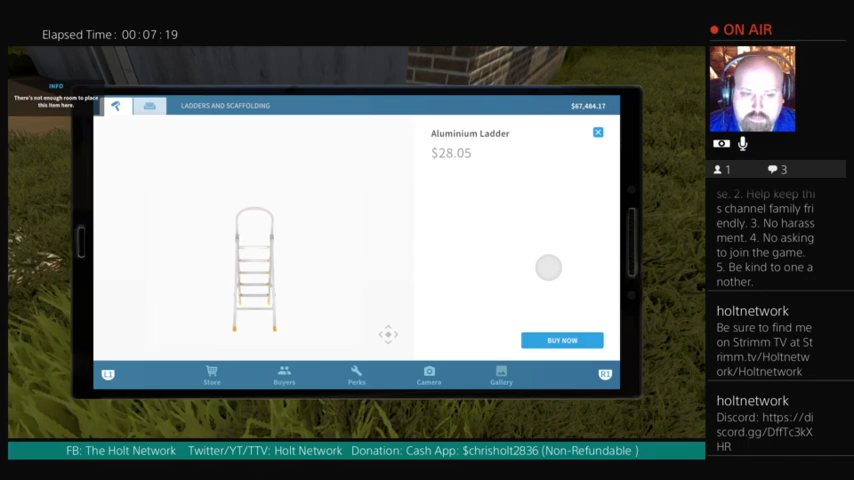 Elapsed Time: 00:07:19
ON AIR
INFO
There's not enough room to place
this item here.
LADDERS AND SCAFFOLDING
$67,484.17
Aluminium Ladder
$28.05
BUY NOW
L1
Store
Buyers
Perks
Camera
Gallery
R1
1
3
se. 2. Help keep thi
s channel family fri
endly. 3. No harass
ment. 4. No asking
to join the game.
5. Be kind to one a
nother.
holtnetwork
Be sure to find me
on Strimm TV at St
rimm.tv/Holtnetw
ork/Holtnetwork
holtnetwork
Discord: https://di
scord.gg/DffTc3kX
HR
FB: The Holt Network Twitter/YT/TTV: Holt Network Donation: Cash App: $chrisholt2836 (Non-Refundable )